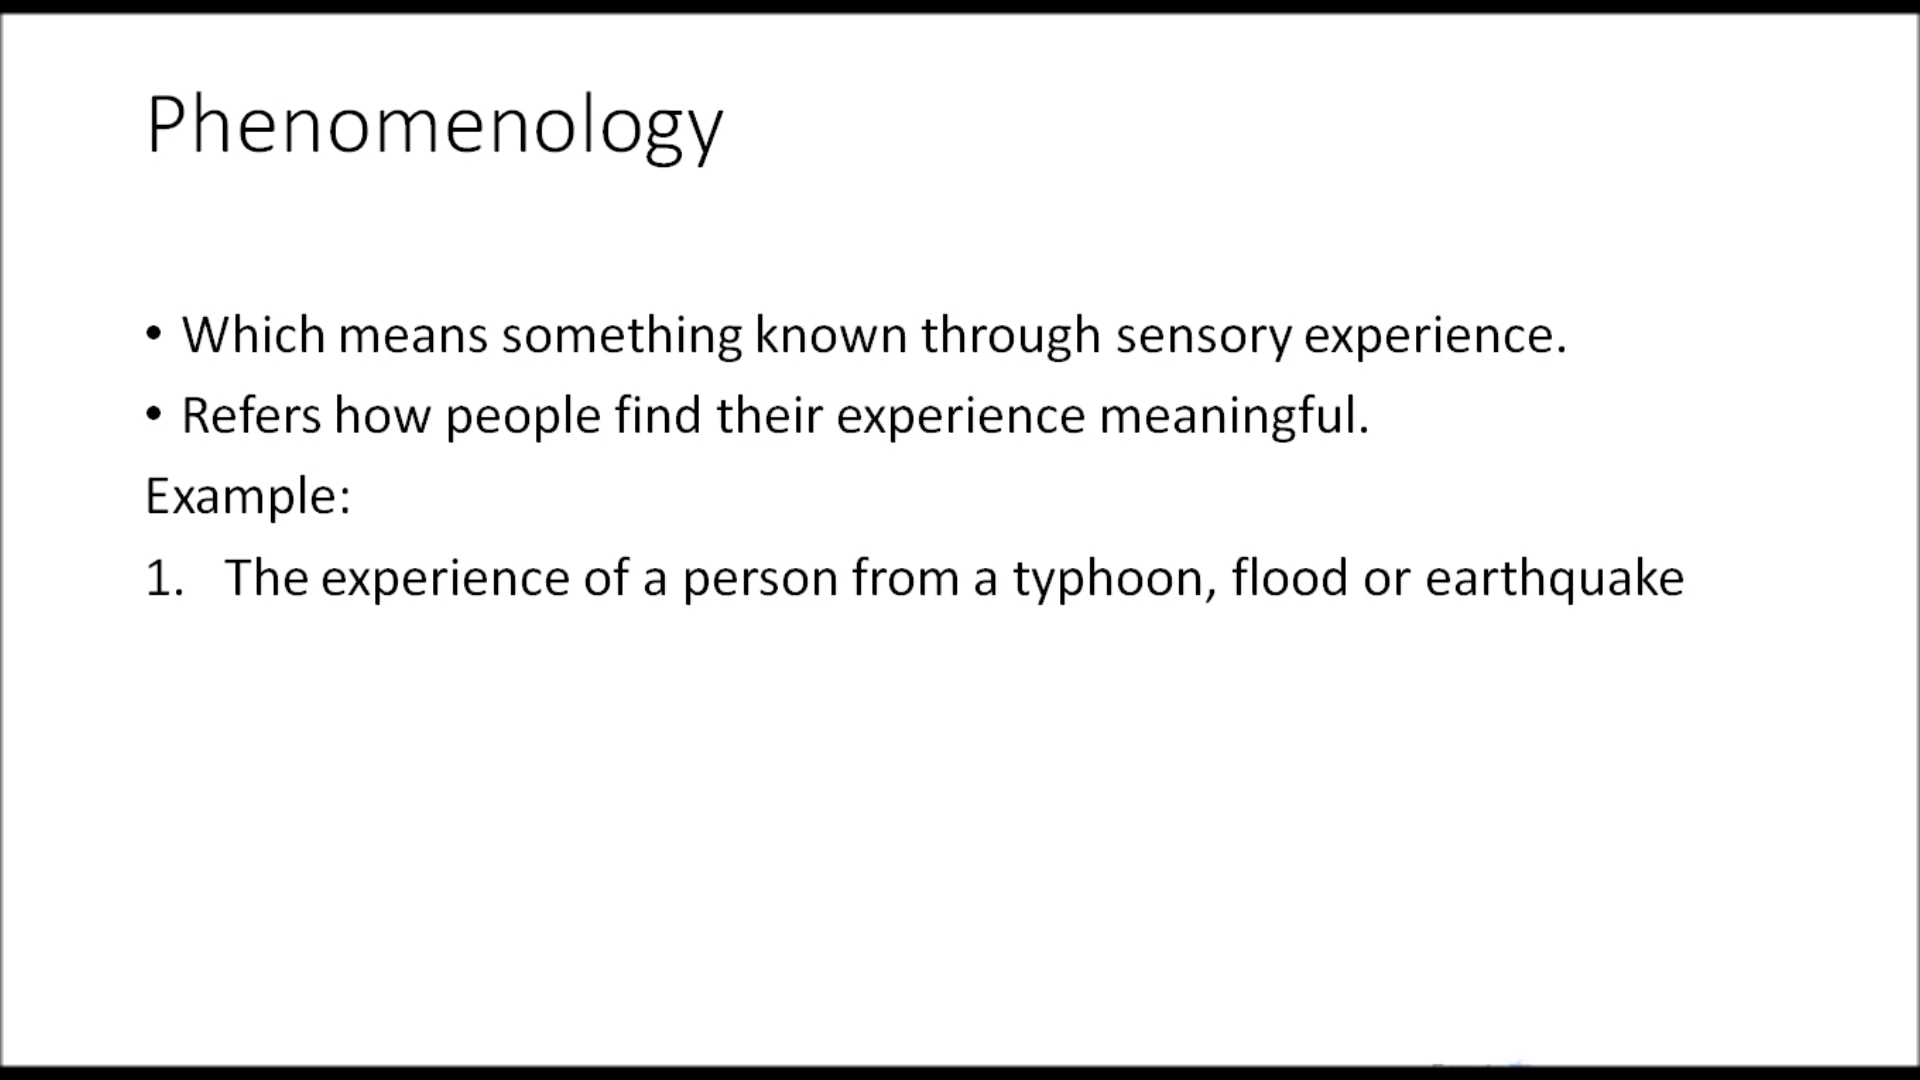 Phenomenology
• Which means something known through sensory experience.
• Refers how people find their experience meaningful.
Example:
1. The experience of a person from a typhoon, flood or earthquake